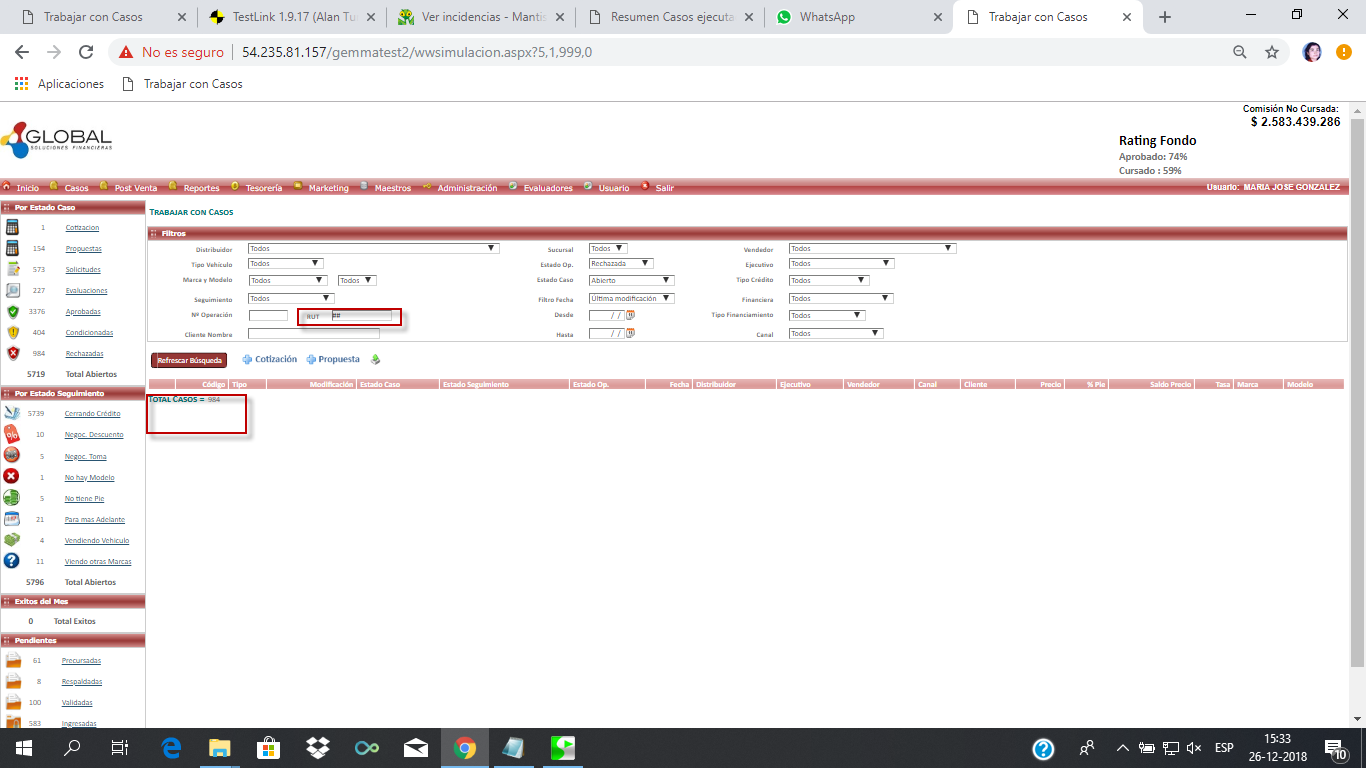 Trabajar con Casos
TestLink 1.9.17 (Alan Tu
Ver incidencias - Mantis
Resumen Casos ejecuta
WhatsApp
Trabajar con Casos
No es seguro
54.235.81.157/gemmatest2/wwsimulacion.aspx?5,1,999,0
Aplicaciones
Trabajar con Casos
Comisión No Cursada:
$ 2.583.439.286
GLOBAL
SOLUCIONES FINANCIERAS
Rating Fondo
Aprobado: 74%
Cursado : 59%
Inicio Casos Post Venta Reportes Tesorería Marketing Maestros Administración Evaluadores Usuario Salir
Usuario: MARIA JOSE GONZALEZ
Por Estado Caso
1 Cotizacion
154 Propuestas
573 Solicitudes
227 Evaluaciones
3376 Aprobadas
404 Condicionadas
984 Rechazadas
5719 Total Abiertos
Por Estado Seguimiento
5739 Cerrando Crédito
10 Negoc. Descuento
5 Negoc. Toma
1 No hay Modelo
5 No tiene Pie
21 Para mas Adelante
4 Vendiendo Vehiculo
11 Viendo otras Marcas
5796 Total Abiertos
Exitos del Mes
0 Total Exitos
Pendientes
61 Precursadas
8 Respaldadas
100 Validadas
583 Ingresadas
TRABAJAR CON CASOS
Filtros
Distribuidor Todos Sucursal Todos Vendedor Todos
Tipo Vehículo Todos Estado Op. Rechazada Ejecutivo Todos
Marca y Modelo Todos Todos Estado Caso Abierto Tipo Crédito Todos
Seguimiento Todos Filtro Fecha Última modificación Financiera Todos
Nº Operación RUT ## Desde / / Tipo Financiamiento Todos
Cliente Nombre Hasta / / Canal Todos
Refrescar Búsqueda Cotización Propuesta
Código Tipo Modificación Estado Caso Estado Seguimiento Estado Op. Fecha Distribuidor Ejecutivo Vendedor Canal Cliente Precio % Pie Saldo Precio Tasa Marca Modelo
TOTAL CASOS = 984
ESP
15:33
26-12-2018
10